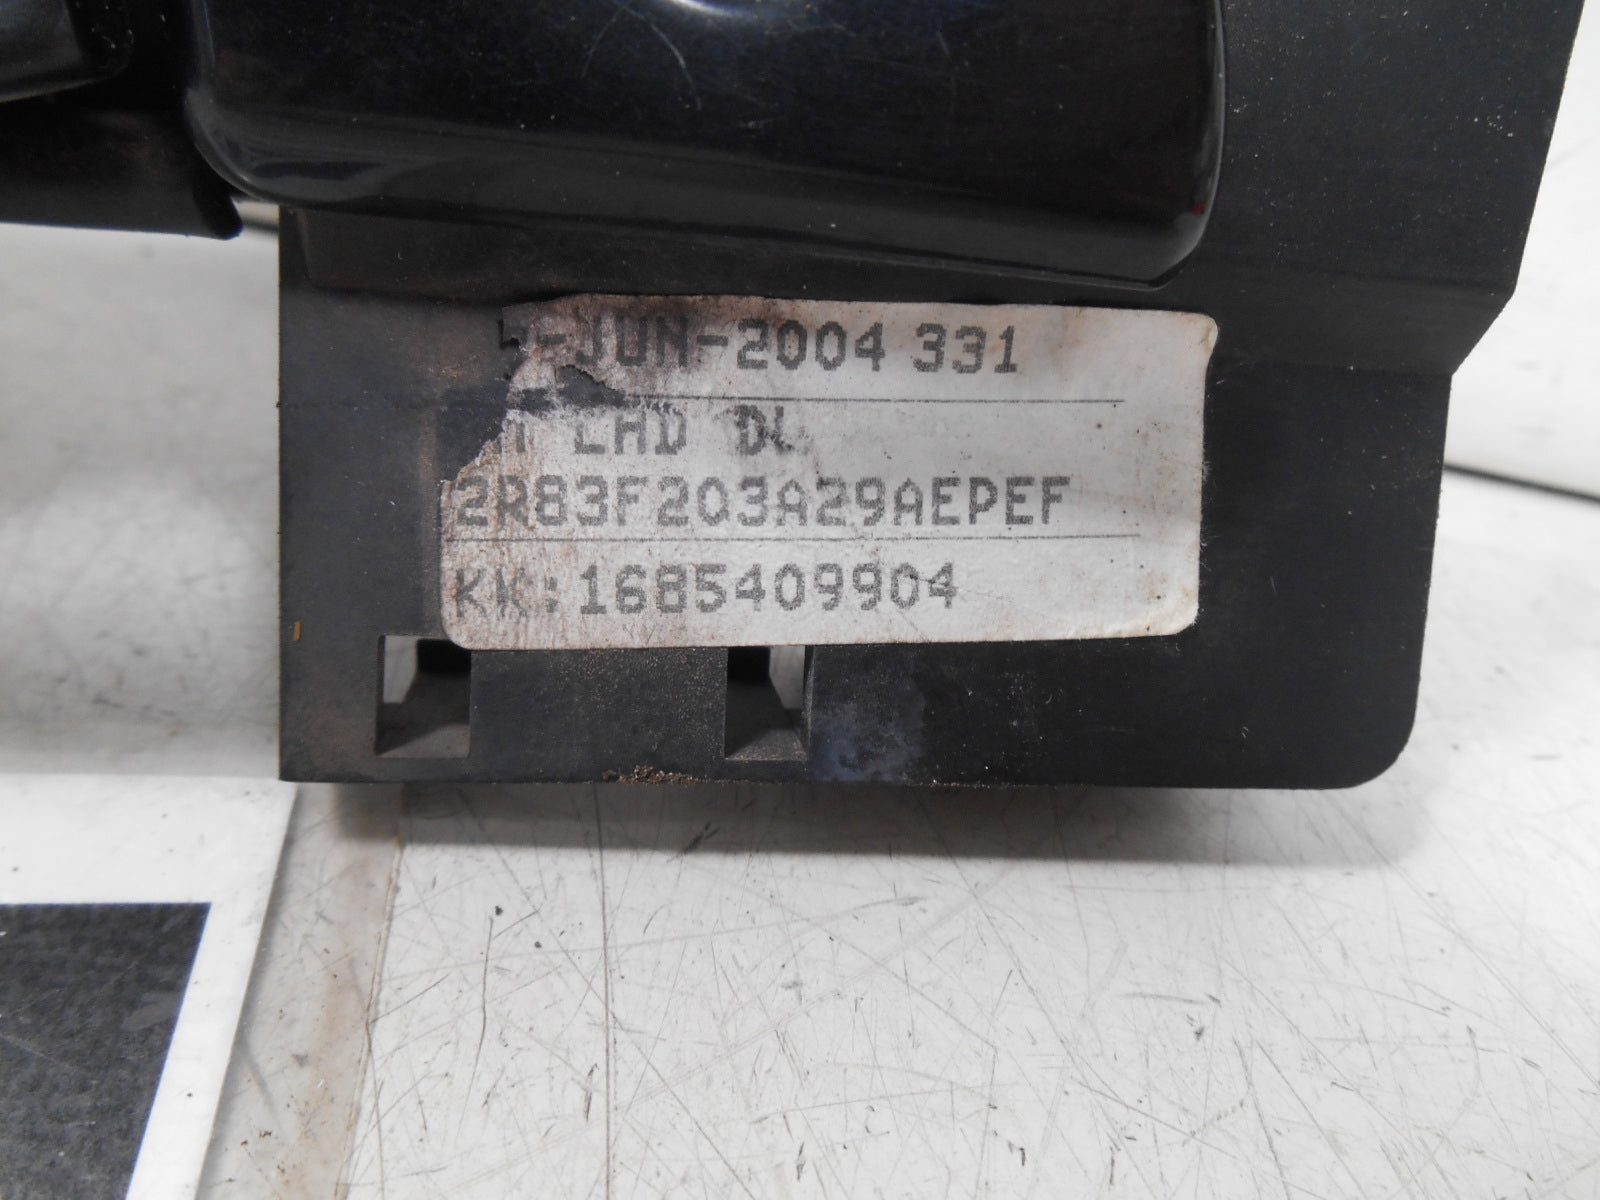 -JUN-2004 331
LHD
2R83F203A29AEPEF
KK:1685409904